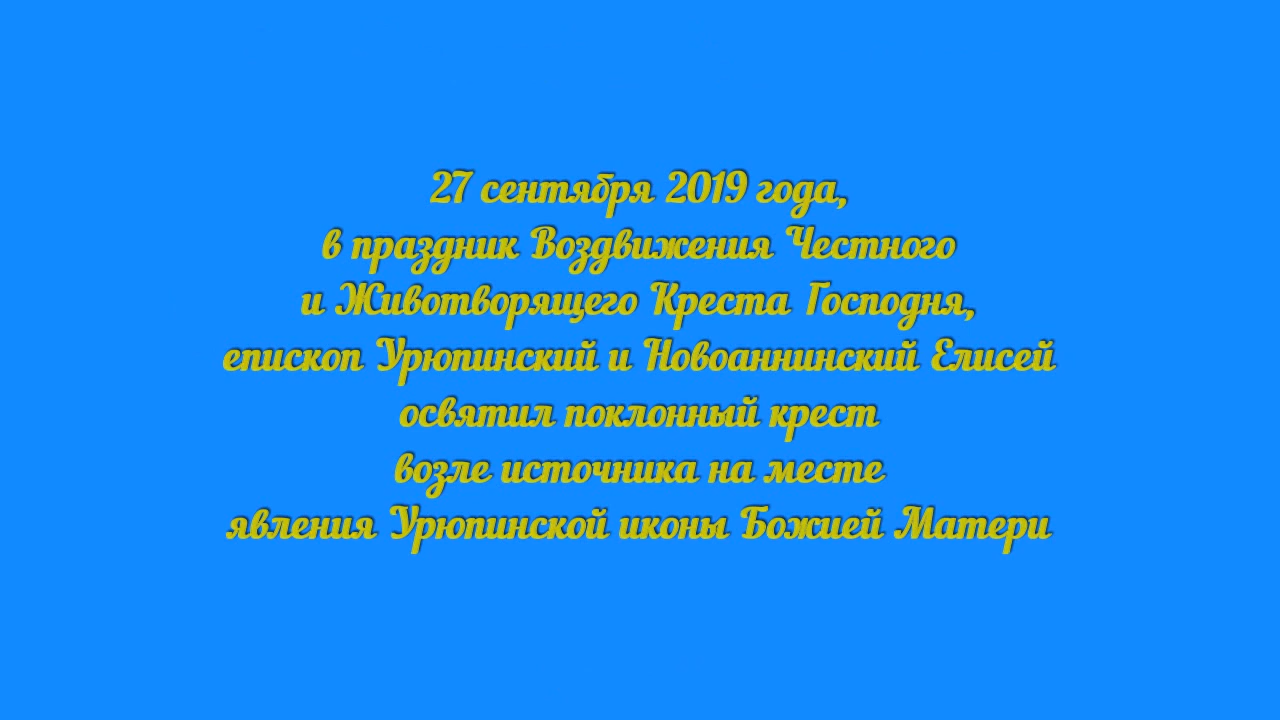 27 сентября 2019 года,
в праздник Воздвижения Честного
и Животворящего Креста Господня,
епископ Урюпинский и Новоаннинский Елисей
освятил поклонный крест
возле источника на месте
явления Урюпинской иконы Божией Матери